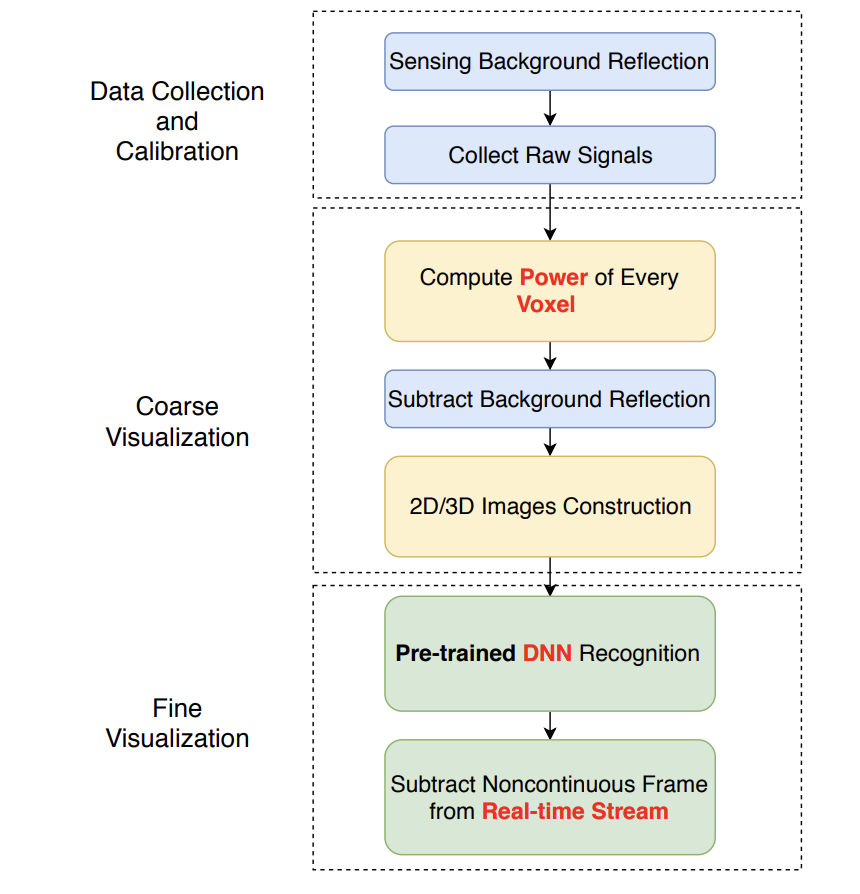 Data Collection
and
Calibration
Sensing Background Reflection
Collect Raw Signals
Coarse
Visualization
Compute Power of Every
Voxel
Subtract Background Reflection
2D/3D Images Construction
Fine
Visualization
Pre-trained DNN Recognition
Subtract Noncontinuous Frame
from Real-time Stream